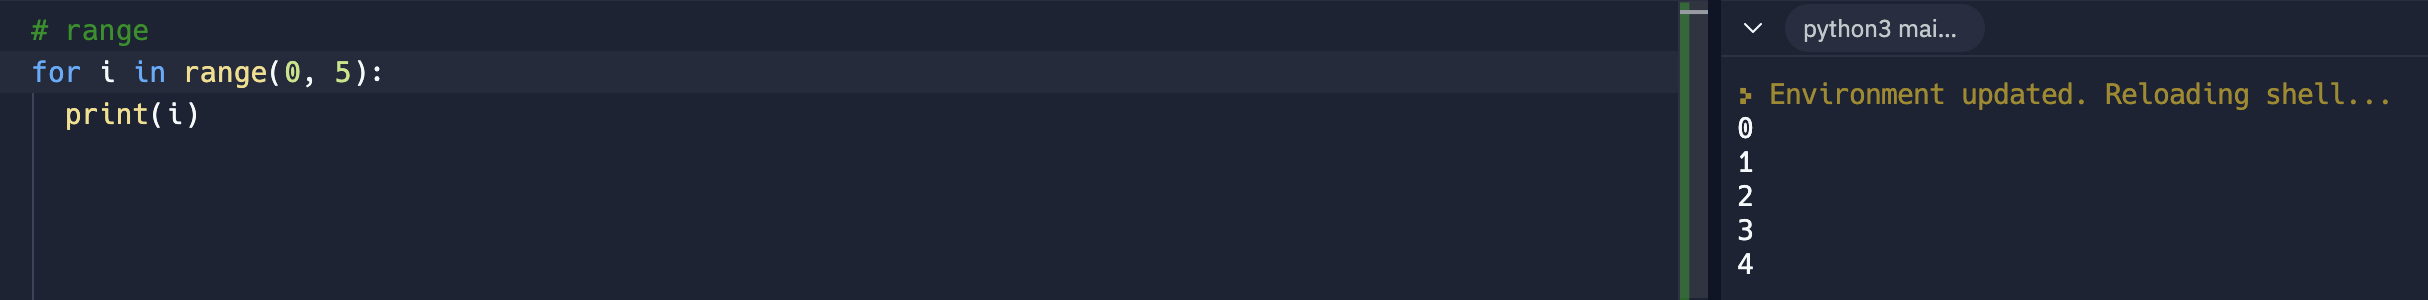 # range
for i in range(0, 5):
  print(i)
python3 mai...
Environment updated. Reloading shell...
0
1
2
3
4